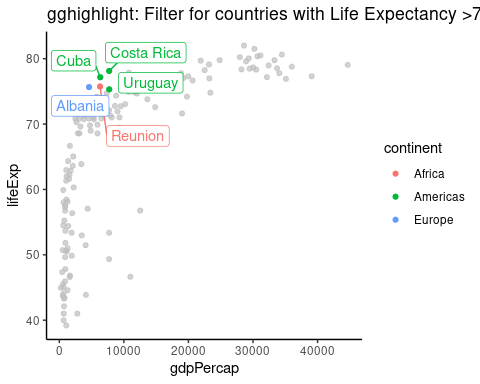 gghighlight: Filter for countries with Life Expectancy >7
80
70
60
50
40
lifeExp
Cuba
Costa Rica
Uruguay
Albania
Reunion
0
10000
20000
30000
40000
gdpPercap
continent
Africa
Americas
Europe